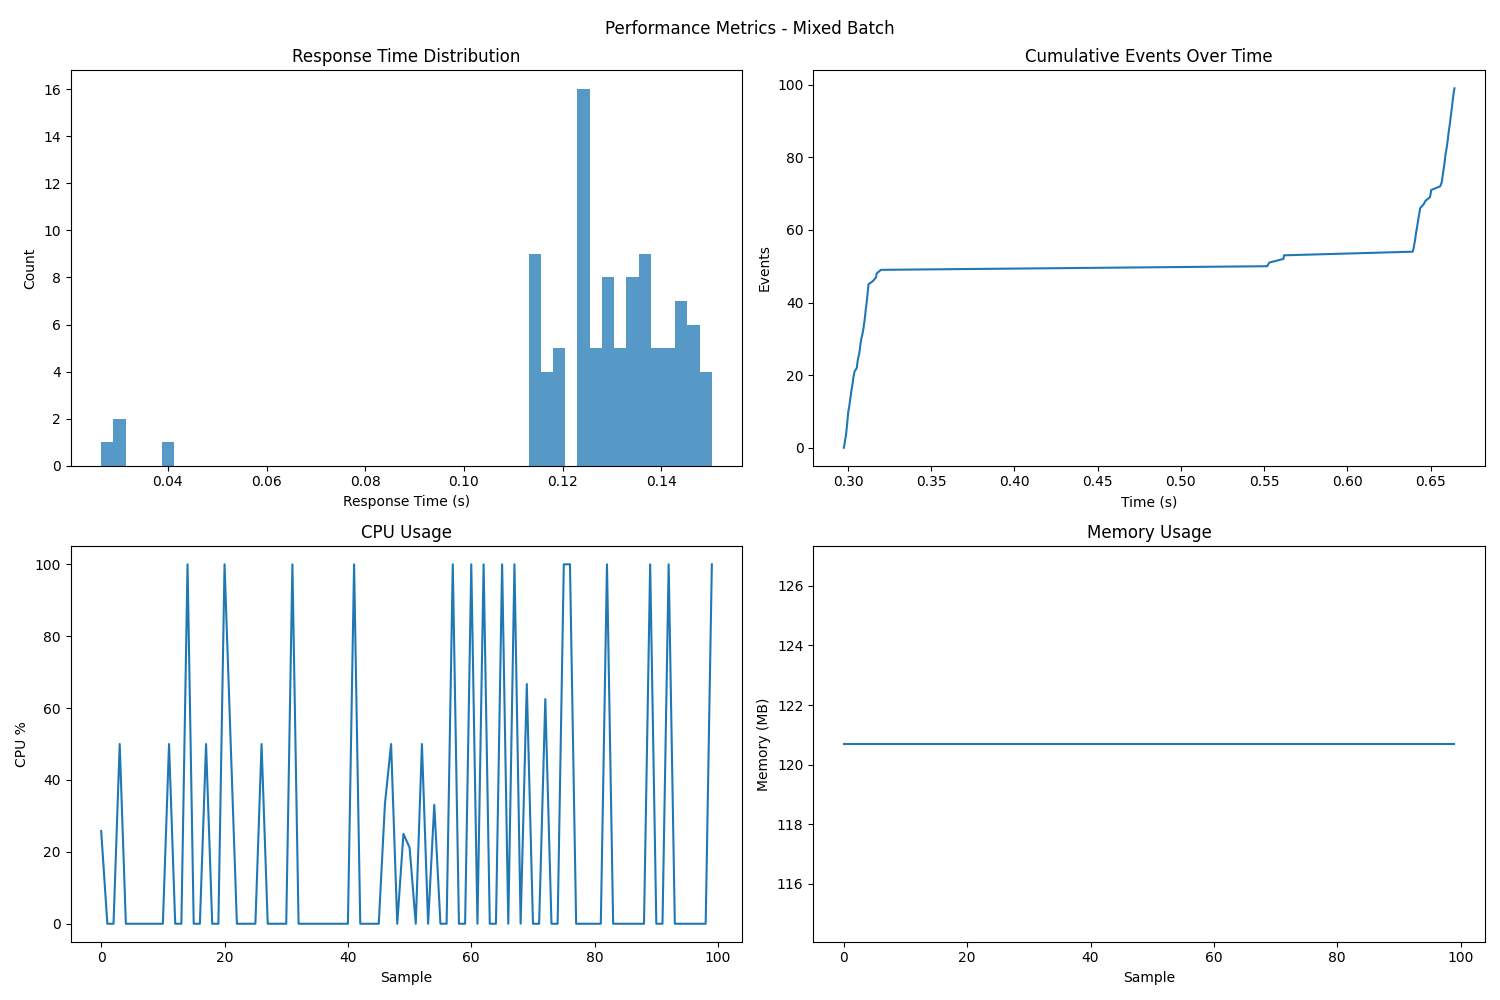 Performance Metrics - Mixed Batch
Response Time Distribution
Count
16
14
12
10
8
6
4
2
0
0.04 0.06 0.08 0.10 0.12 0.14
Response Time (s)
Cumulative Events Over Time
Events
100
80
60
40
20
0
0.30 0.35 0.40 0.45 0.50 0.55 0.60 0.65
Time (s)
CPU Usage
CPU %
100
80
60
40
20
0
0 20 40 60 80 100
Sample
Memory Usage
Memory (MB)
126
124
122
120
118
116
0 20 40 60 80 100
Sample